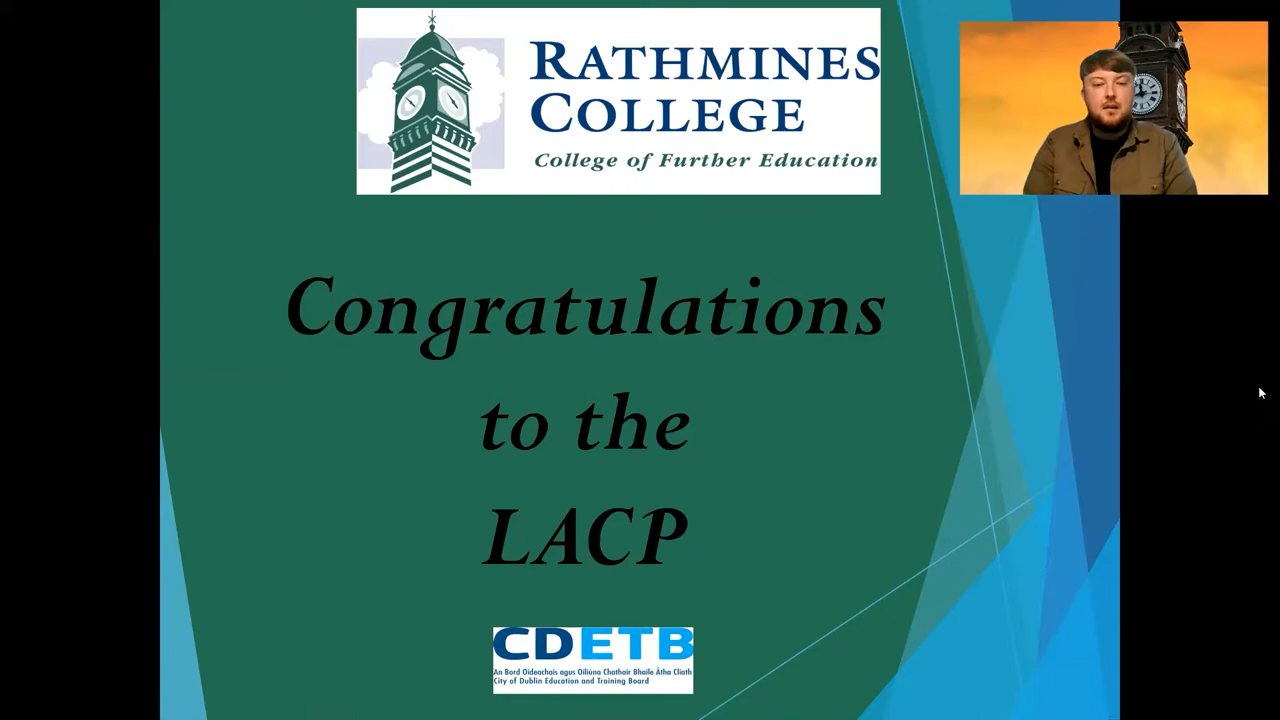 RATHMINES
COLLEGE
College of Further Education
Congratulations
to the
LACP
CDETB
An Bord Oideachais agus Oiliúna Chathair Bhaile Átha Cliath
City of Dublin Education and Training Board